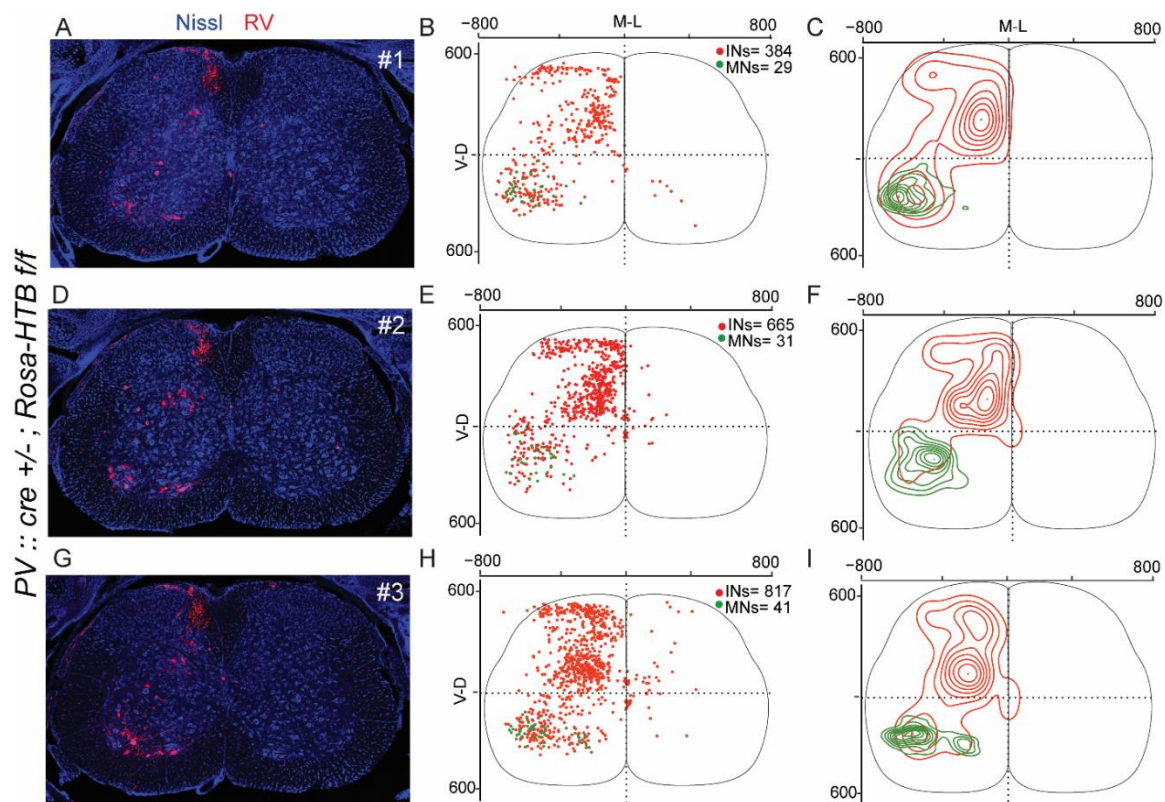 PV :: cre +/- ; Rosa-HTB f/f
Nissl RV
A
#1
B
−800 M-L 800
600
V-D
600
INs= 384
MNs= 29
C
−800 M-L 800
600
600
D
#2
E
−800 800
600
V-D
600
INs= 665
MNs= 31
F
−800 800
600
600
G
#3
H
−800 800
600
V-D
600
INs= 817
MNs= 41
I
−800 800
600
600